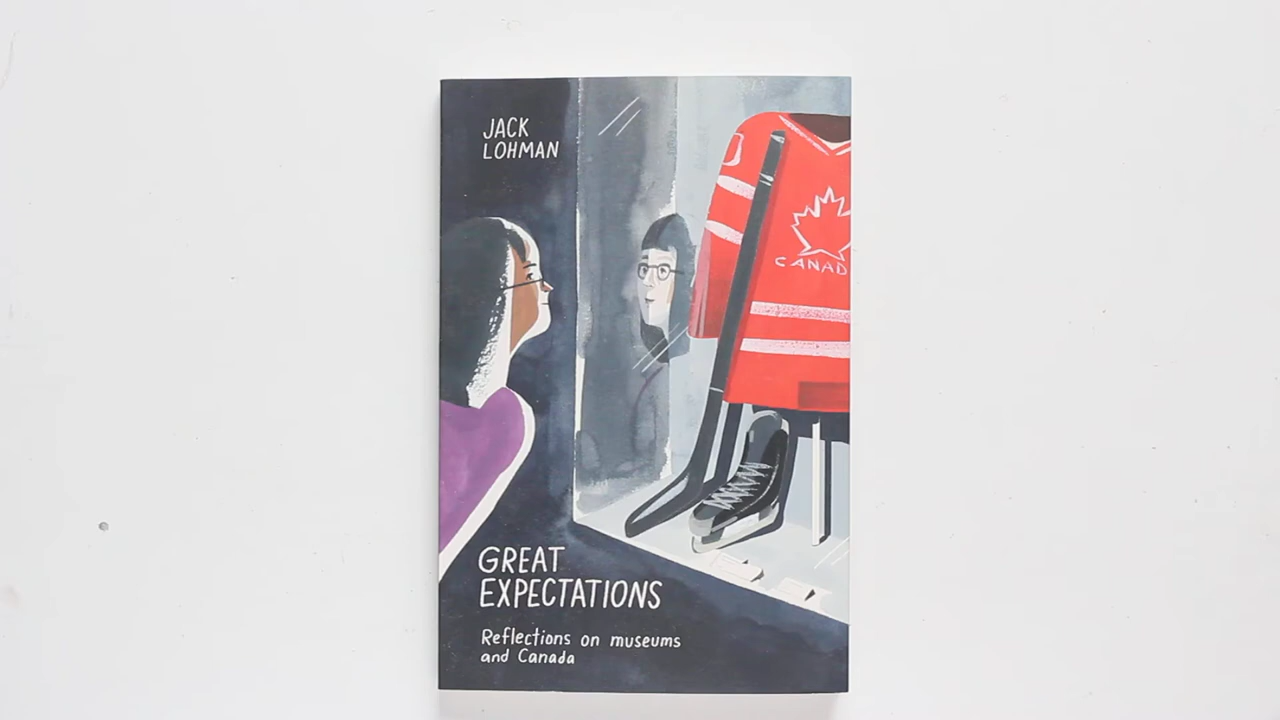 JACK
LOHMAN
CANAD
GREAT
EXPECTATIONS
Reflections on museums
and Canada